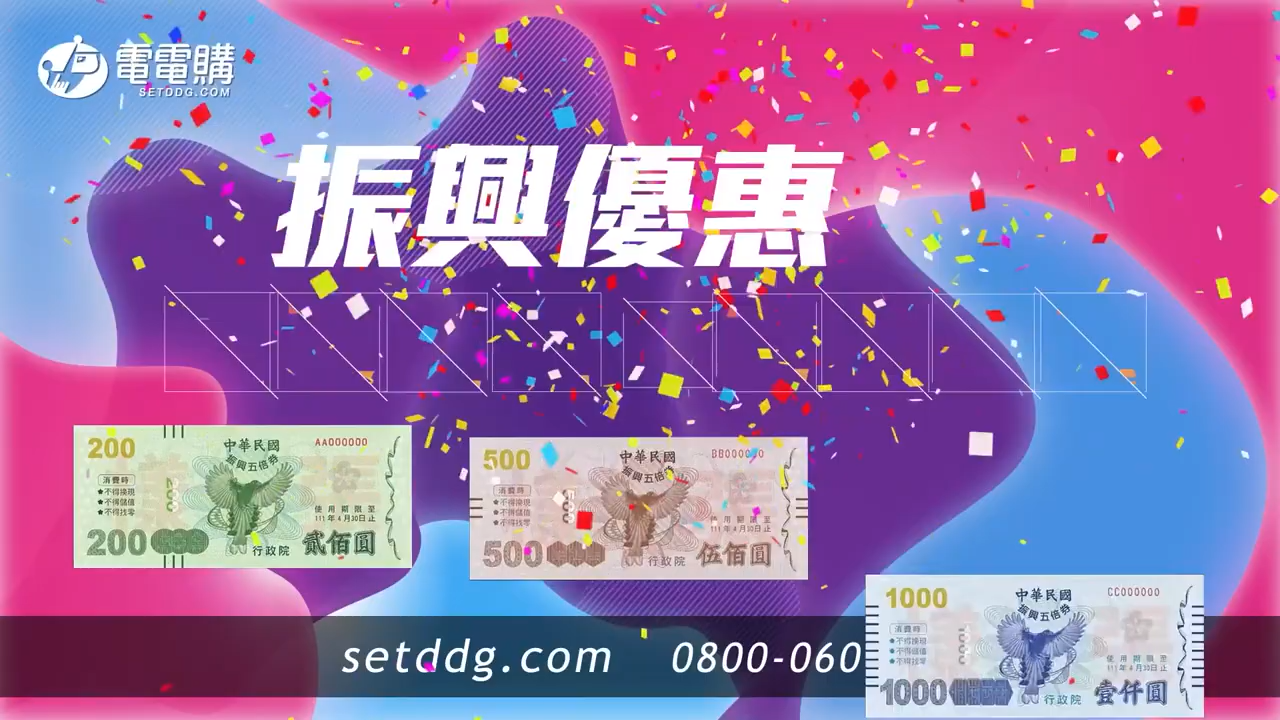 電電購
SETDDG.COM
振興優惠
200
中華民國
AA000000
振興五倍券
消費時
★不得換現
★不得儲值
★不得找零
200
使用期限至
111年4月30日止
200
行政院
貳佰圓
500
中華民國
振興五倍券
消費時
★不得換現
★不得儲值
★不得找零
500
使用期限至
111年4月30日止
500
行政院
伍佰圓
1000
中華民國
CC000000
振興五倍券
消費時
●不得換現
●不得儲值
●不得找零
1000
使用期限至
111年4月30日止
1000
行政院
壹仟圓
setddg.com
0800-060